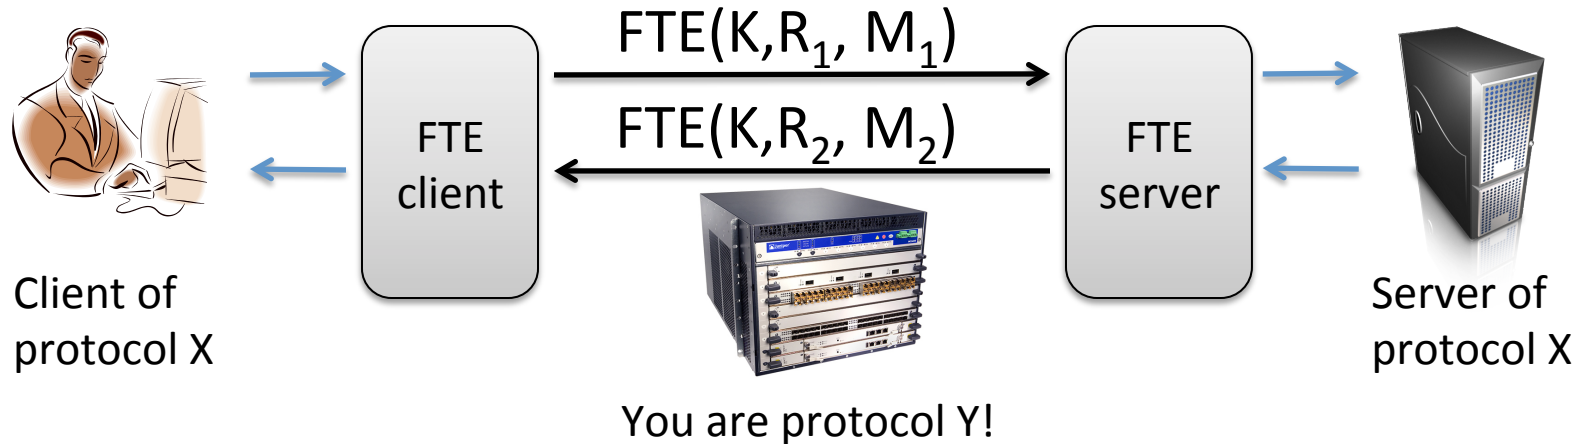 FTE(K,R₁, M₁)
FTE
client
FTE(K,R₂, M₂)
FTE
server
Client of
protocol X
Server of
protocol X
You are protocol Y!